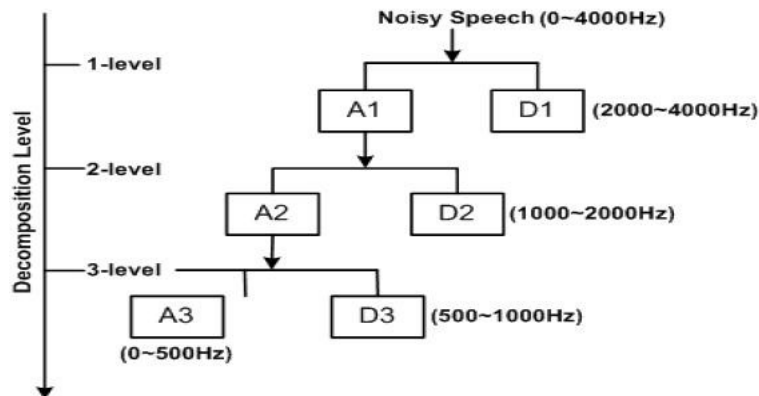 Noisy Speech (0~4000Hz)
1-level
A1
D1
(2000~4000Hz)
2-level
A2
D2
(1000~2000Hz)
3-level
A3
D3
(500~1000Hz)
(0~500Hz)
Decomposition Level